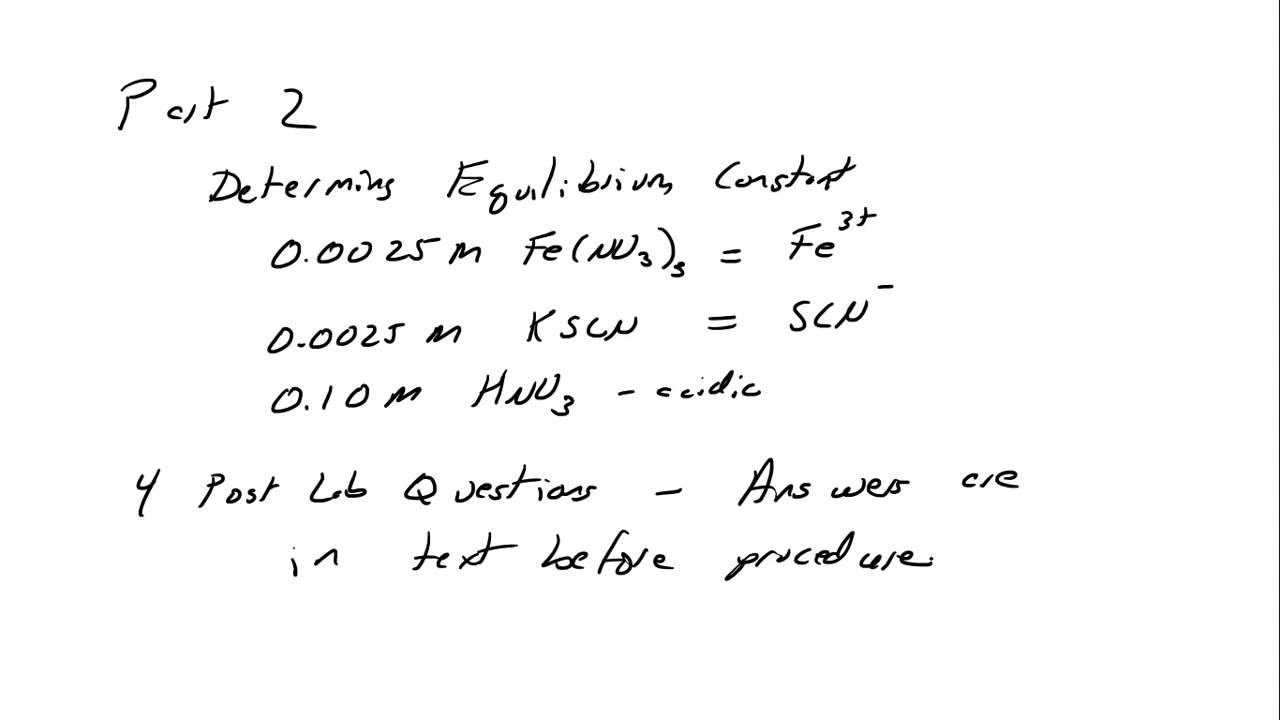 Part 2
Determing Equilibrium Constant
0.0025 M Fe(NO₃)₃ = Fe³⁺
0.0025 M KSCN = SCN⁻
0.10 M HNO₃ - acidic
4 Post Lab Questions - Answers are
in text before procedure.